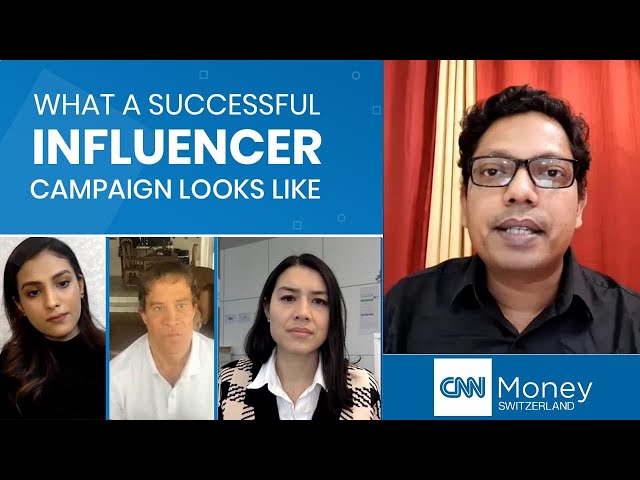 WHAT A SUCCESSFUL
INFLUENCER
CAMPAIGN LOOKS LIKE
CNN Money
SWITZERLAND